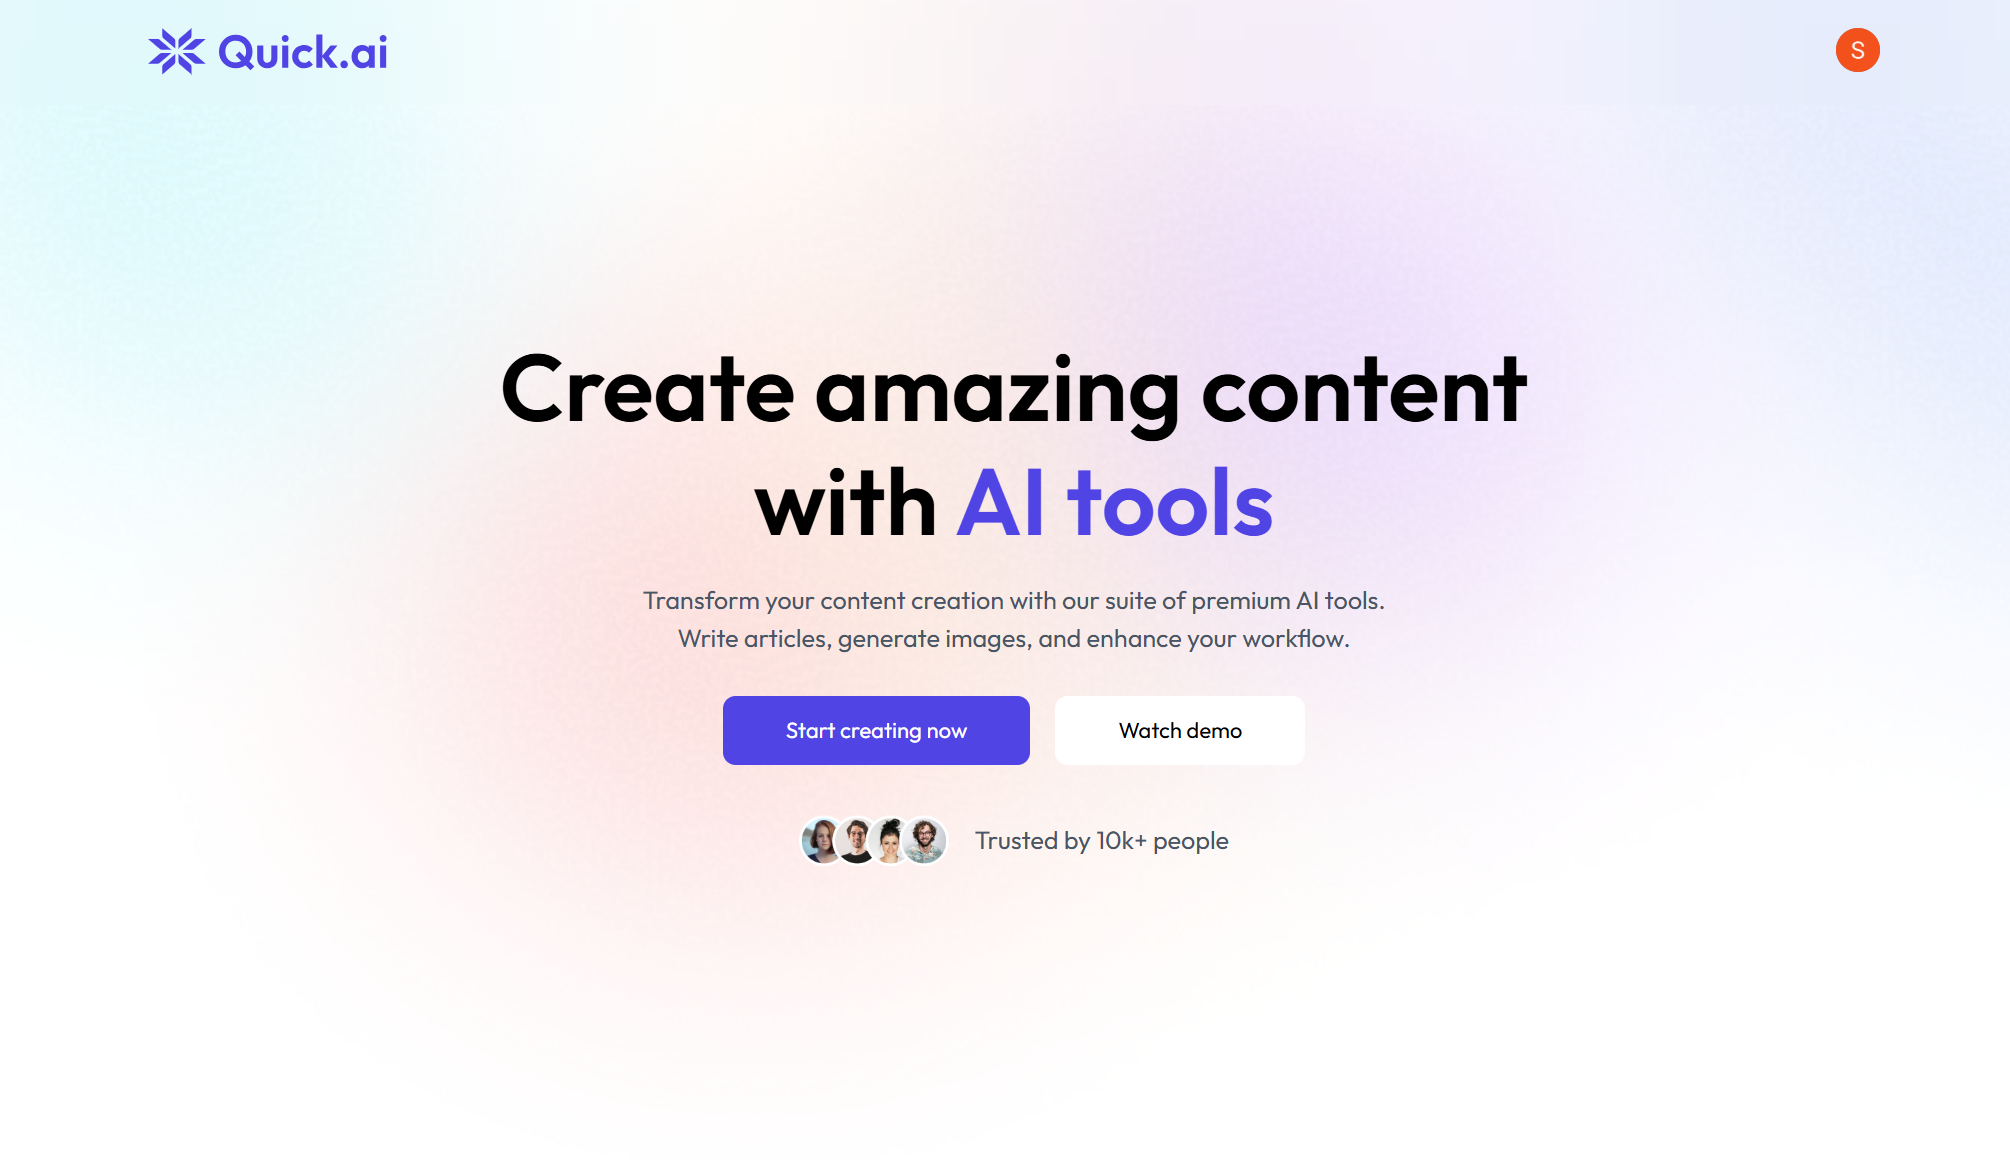 Quick.ai
S
Create amazing content
with AI tools
Transform your content creation with our suite of premium AI tools.
Write articles, generate images, and enhance your workflow.
Start creating now
Watch demo
Trusted by 10k+ people